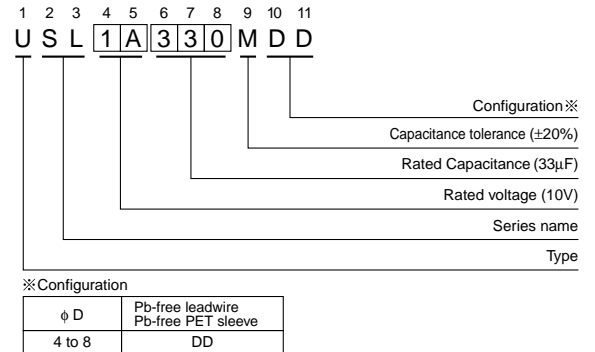 1 2 3 4 5 6 7 8 9 10 11
U S L 1 A 3 3 0 M D D
Configuration※
Capacitance tolerance (±20%)
Rated Capacitance (33μF)
Rated voltage (10V)
Series name
Type
※Configuration
ϕ D
Pb-free leadwire
Pb-free PET sleeve
4 to 8
DD